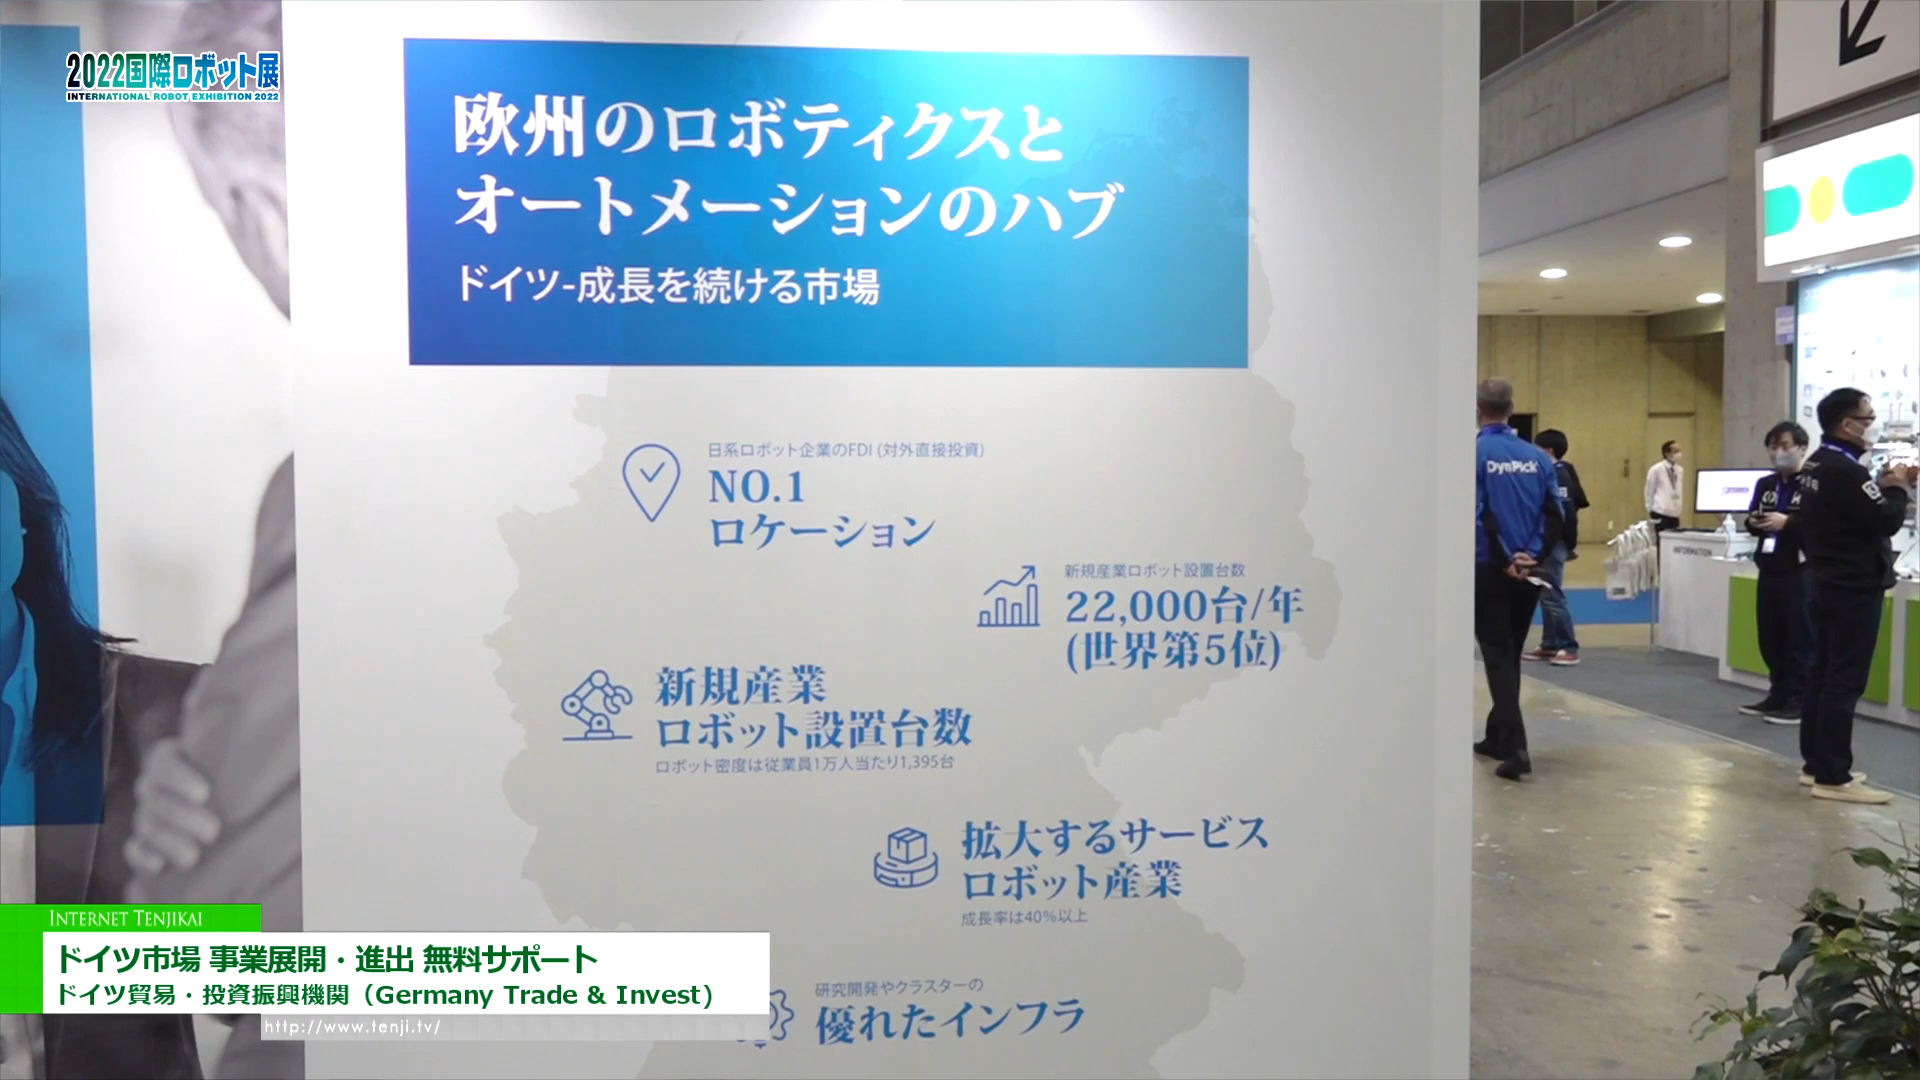 2022国際ロボット展
INTERNATIONAL ROBOT EXHIBITION 2022
欧州のロボティクスと
オートメーションのハブ
ドイツ-成長を続ける市場
日系ロボット企業のFDI (対外直接投資)
NO.1
ロケーション
新規産業ロボット設置台数
22,000台/年
(世界第5位)
新規産業
ロボット設置台数
ロボット密度は従業員1万人当たり1,395台
拡大するサービス
ロボット産業
成長率は40%以上
研究開発やクラスターの
優れたインフラ
DynPick
INFORMATION
INTERNET TENJIKAI
ドイツ市場 事業展開・進出 無料サポート
ドイツ貿易・投資振興機関（Germany Trade & Invest)
http://www.tenji.tv/